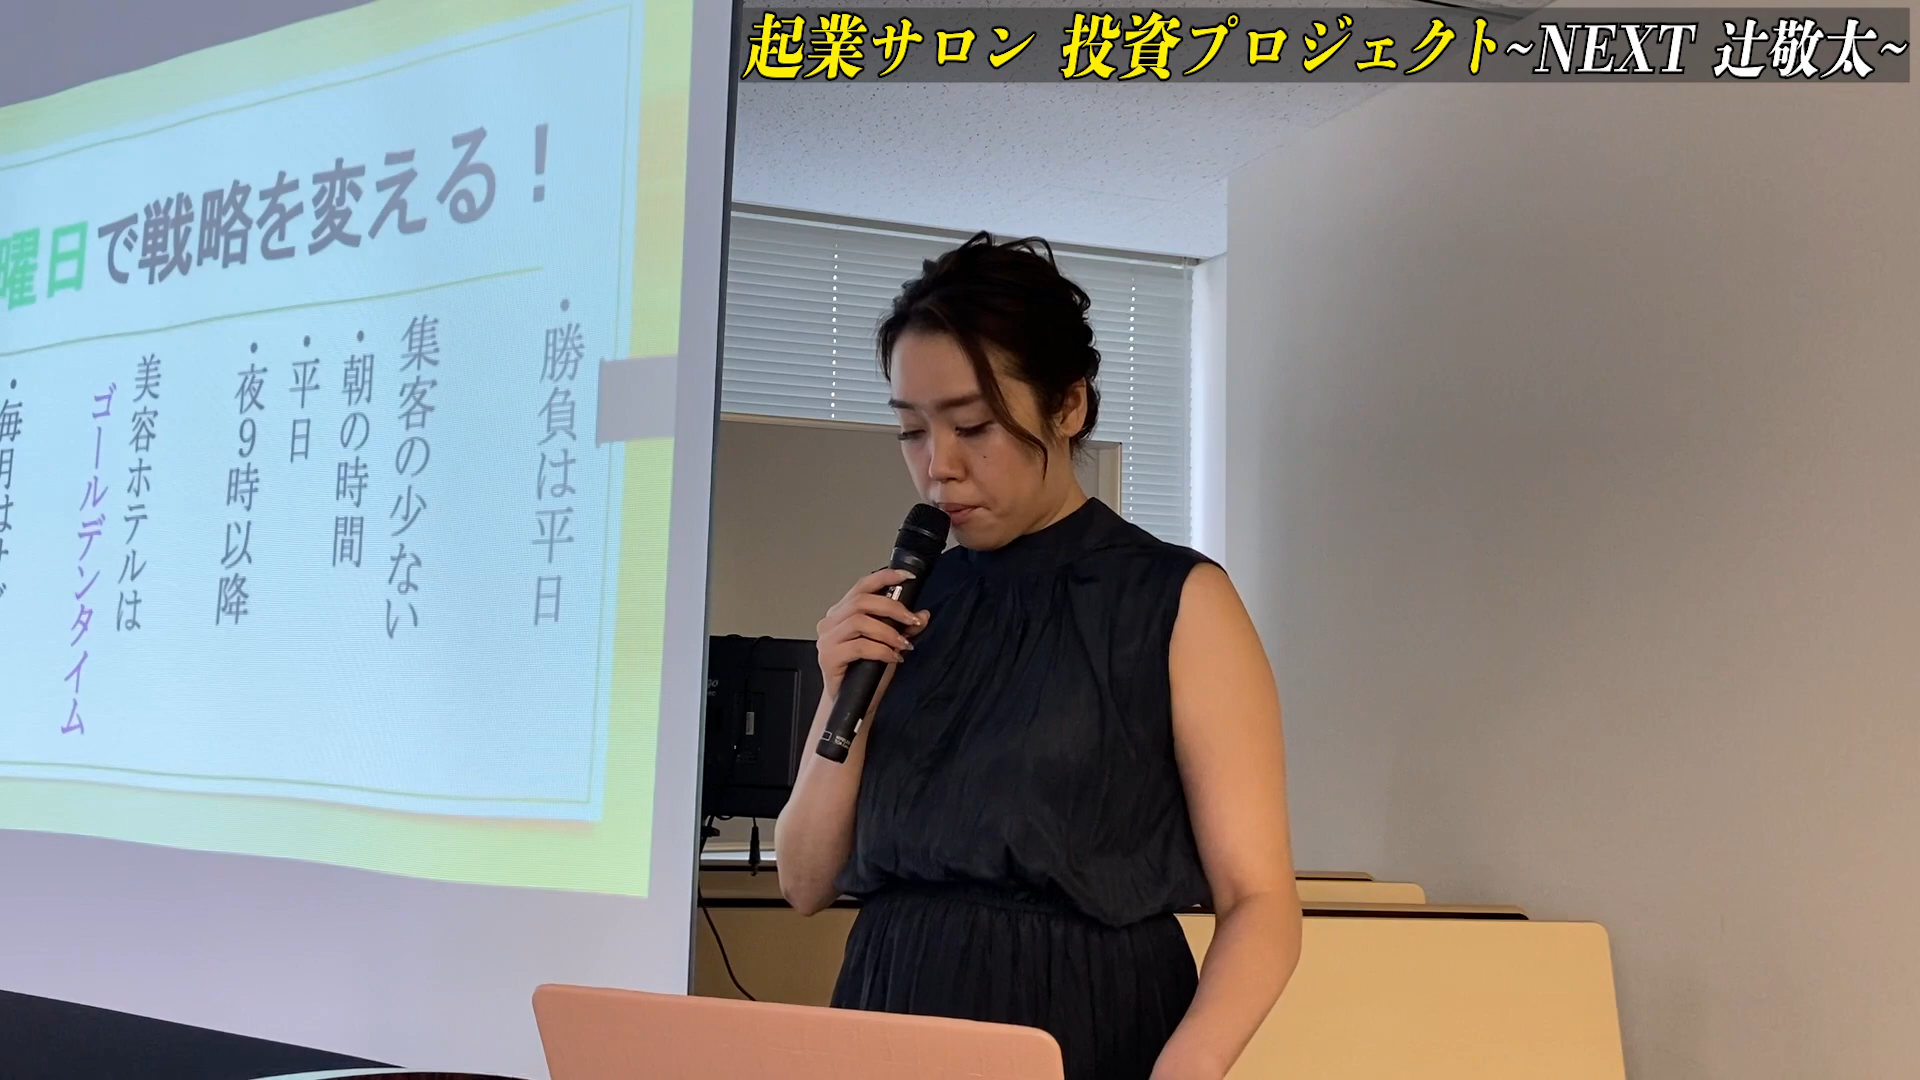 起業サロン 投資プロジェクト~NEXT 辻敬太~
曜日で戦略を変える！
・勝負は平日
集客の少ない
・朝の時間
・平日
・夜9時以降
美容ホテルは
ゴールデンタイム
・毎月は